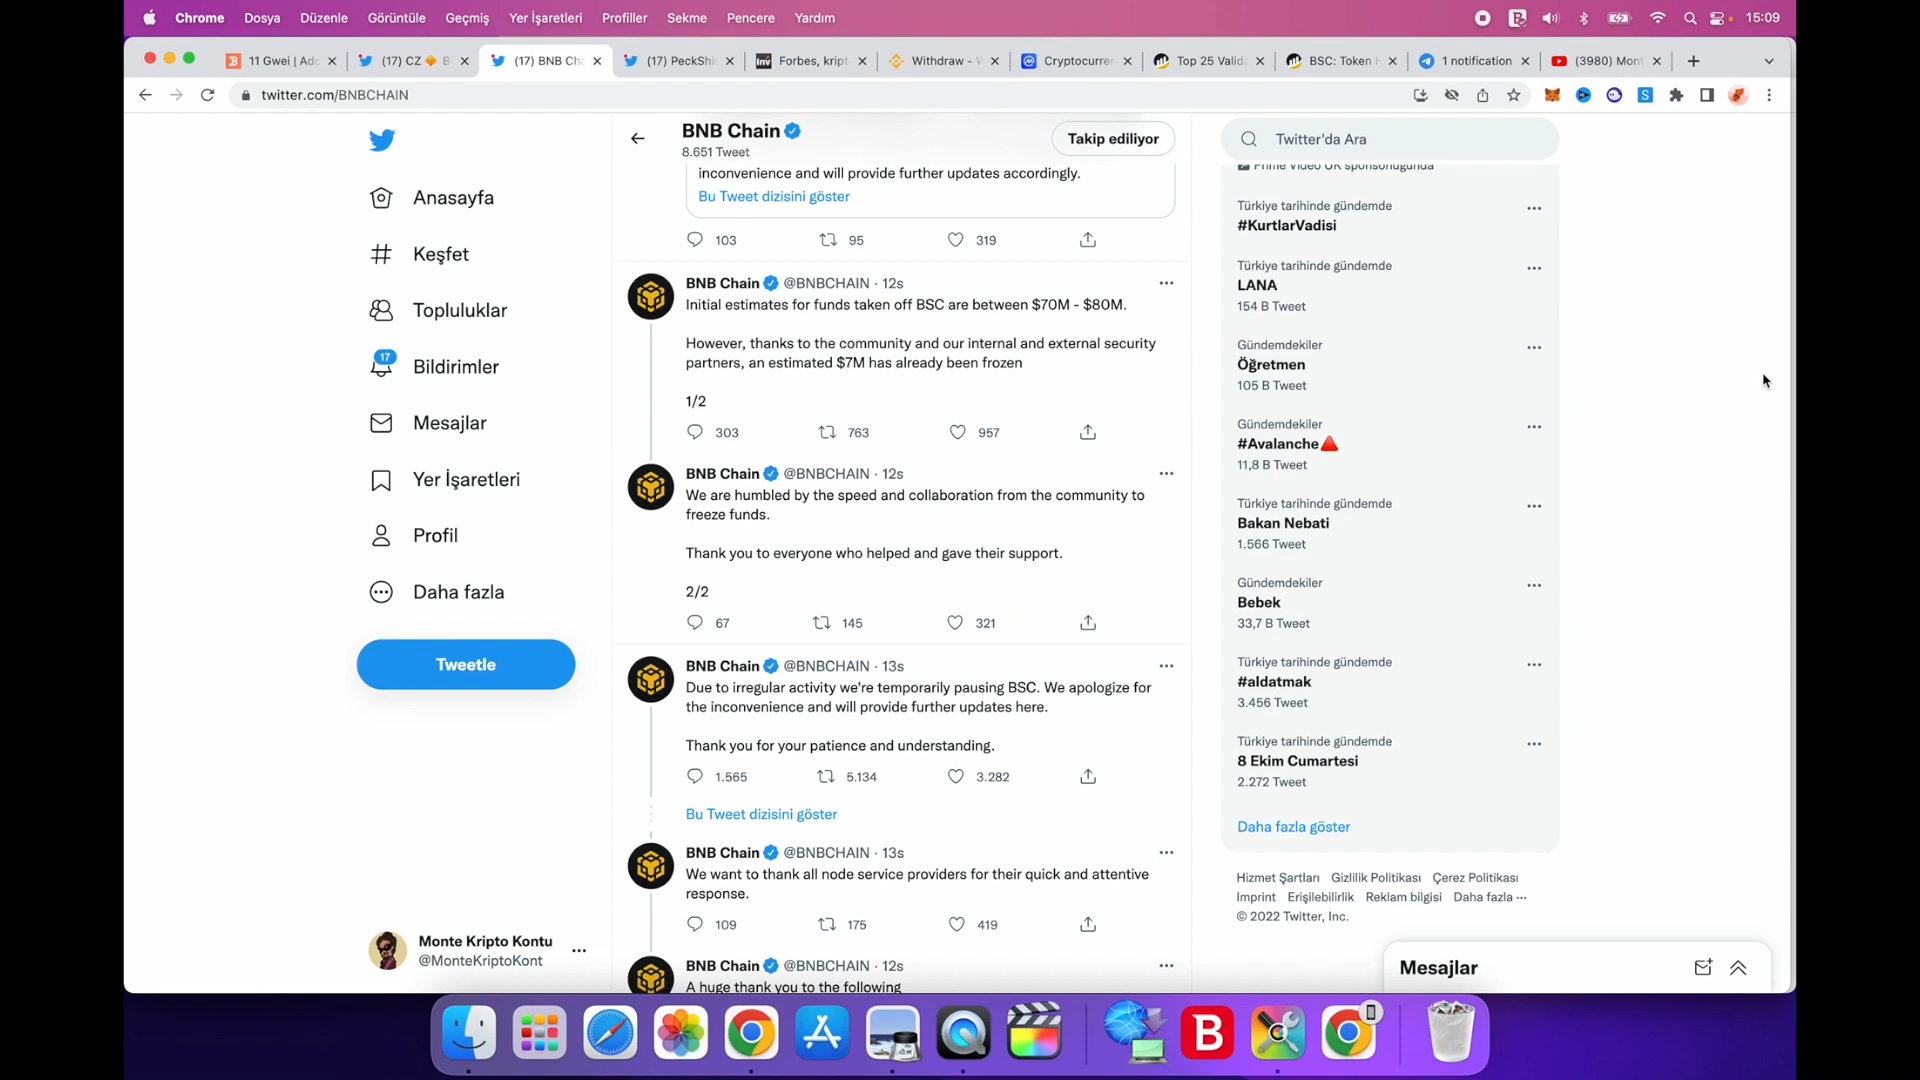 Chrome Dosya Düzenle Görüntüle Geçmiş Yer İşaretleri Profiller Sekme Pencere Yardım 15:09
11 Gwei | Adc (17) CZ B (17) BNB Cha (17) PeckShi Forbes, kript Withdraw - W Cryptocurren Top 25 Valid BSC: Token 1 notification (3980) Mont
twitter.com/BNBCHAIN
BNB Chain
8.651 Tweet
Takip ediliyor
Twitter'da Ara
Anasayfa
Keşfet
Topluluklar
17
Bildirimler
Mesajlar
Yer İşaretleri
Profil
Daha fazla
Tweetle
Monte Kripto Kontu
@MonteKriptoKont
inconvenience and will provide further updates accordingly.
Bu Tweet dizisini göster
103 95 319
BNB Chain @BNBCHAIN · 12s
Initial estimates for funds taken off BSC are between $70M - $80M.
However, thanks to the community and our internal and external security
partners, an estimated $7M has already been frozen
1/2
303 763 957
BNB Chain @BNBCHAIN · 12s
We are humbled by the speed and collaboration from the community to
freeze funds.
Thank you to everyone who helped and gave their support.
2/2
67 145 321
BNB Chain @BNBCHAIN · 13s
Due to irregular activity we're temporarily pausing BSC. We apologize for
the inconvenience and will provide further updates here.
Thank you for your patience and understanding.
1.565 5.134 3.282
Bu Tweet dizisini göster
BNB Chain @BNBCHAIN · 13s
We want to thank all node service providers for their quick and attentive
response.
109 175 419
BNB Chain @BNBCHAIN · 12s
A huge thank you to the following
Prime Video UK sponsorluğunda
Türkiye tarihinde gündemde
#KurtlarVadisi
Türkiye tarihinde gündemde
LANA
154 B Tweet
Gündemdekiler
Öğretmen
105 B Tweet
Gündemdekiler
#Avalanche🔺
11,8 B Tweet
Türkiye tarihinde gündemde
Bakan Nebati
1.566 Tweet
Gündemdekiler
Bebek
33,7 B Tweet
Türkiye tarihinde gündemde
#aldatmak
3.456 Tweet
Türkiye tarihinde gündemde
8 Ekim Cumartesi
2.272 Tweet
Daha fazla göster
Hizmet Şartları Gizlilik Politikası Çerez Politikası
Imprint Erişilebilirlik Reklam bilgisi Daha fazla ···
© 2022 Twitter, Inc.
Mesajlar